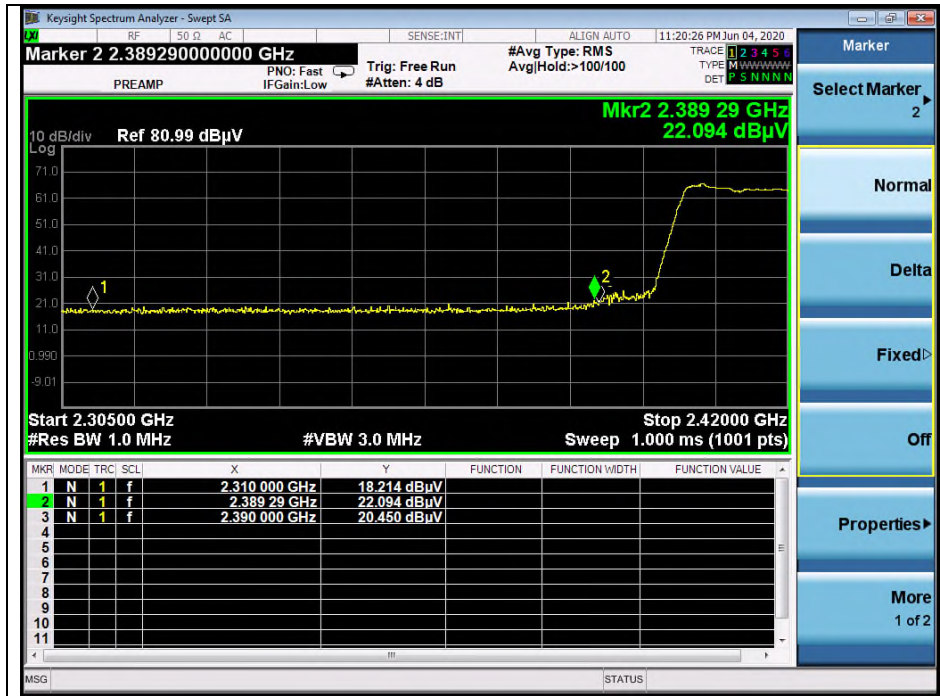 Keysight Spectrum Analyzer - Swept SA
LXI RF 50 Ω AC SENSE:INT ALIGN AUTO 11:20:26 PM Jun 04, 2020
Marker 2 2.389290000000 GHz
PREAMP
PNO: Fast
IFGain:Low
Trig: Free Run
#Atten: 4 dB
#Avg Type: RMS
Avg|Hold:>100/100
TRACE 1 2 3 4 5 6
TYPE M W W W W W
DET P S N N N N
Mkr2 2.389 29 GHz
22.094 dBµV
10 dB/div Ref 80.99 dBµV
Log
71.0
61.0
51.0
41.0
31.0
21.0
11.0
0.990
-9.01
1
2
Start 2.30500 GHz Stop 2.42000 GHz
#Res BW 1.0 MHz #VBW 3.0 MHz Sweep 1.000 ms (1001 pts)
MKR MODE TRC SCL X Y FUNCTION FUNCTION WIDTH FUNCTION VALUE
1 N 1 f 2.310 000 GHz 18.214 dBµV
2 N 1 f 2.389 29 GHz 22.094 dBµV
3 N 1 f 2.390 000 GHz 20.450 dBµV
4
5
6
7
8
9
10
11
MSG STATUS
Marker
Select Marker
2
Normal
Delta
Fixed
Off
Properties
More
1 of 2